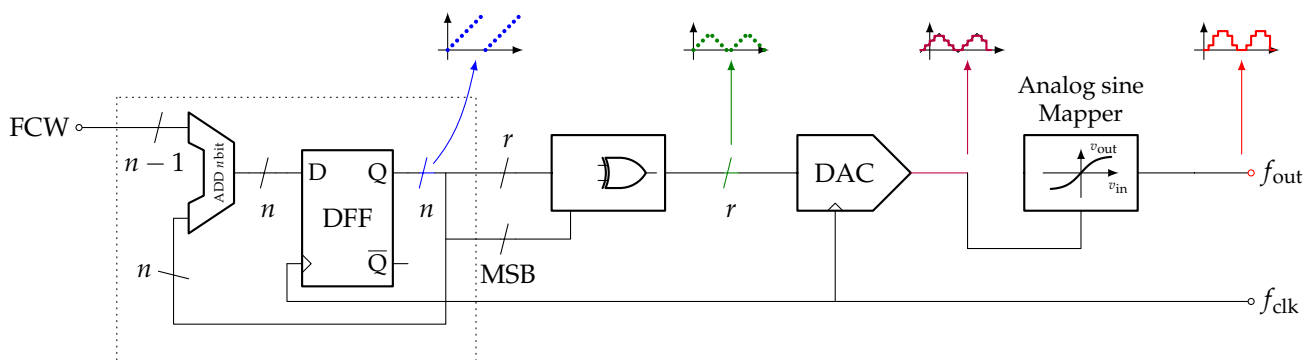 Analog sine
Mapper
FCW
n − 1
ADD n bit
n
D
Q
DFF
Q̅
n
n
r
MSB
r
DAC
v_out
v_in
f_out
f_clk